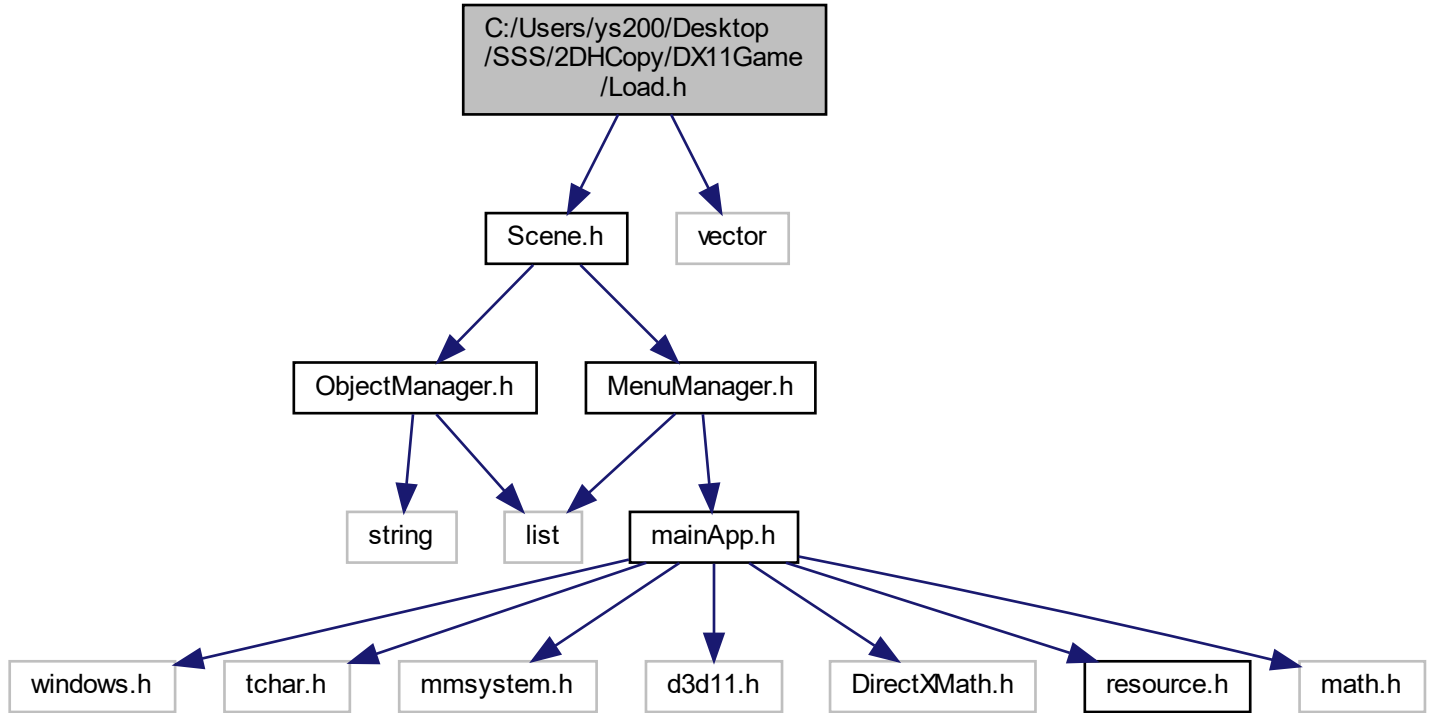 C:/Users/ys200/Desktop
/SSS/2DHCopy/DX11Game
/Load.h
Scene.h
vector
ObjectManager.h
MenuManager.h
string
list
mainApp.h
windows.h
tchar.h
mmsystem.h
d3d11.h
DirectXMath.h
resource.h
math.h